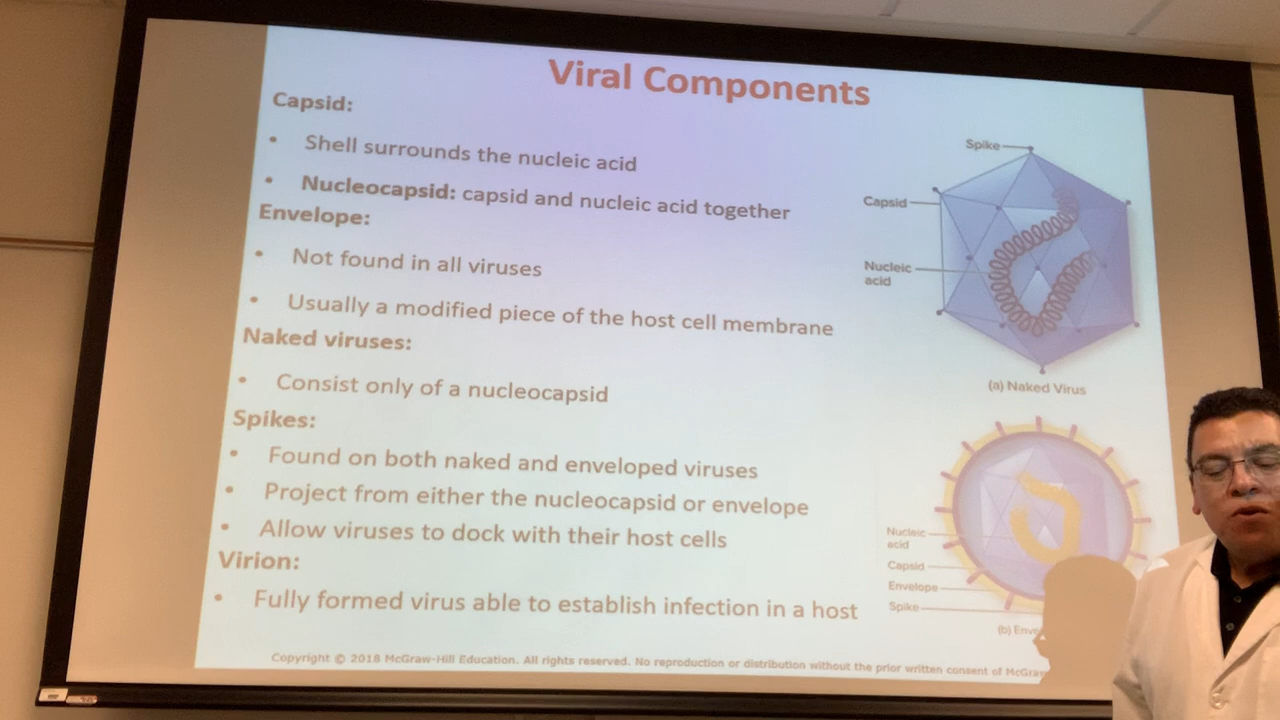 Viral Components
Capsid:
• Shell surrounds the nucleic acid
• Nucleocapsid: capsid and nucleic acid together
Envelope:
• Not found in all viruses
• Usually a modified piece of the host cell membrane
Naked viruses:
• Consist only of a nucleocapsid
Spikes:
• Found on both naked and enveloped viruses
• Project from either the nucleocapsid or envelope
• Allow viruses to dock with their host cells
Virion:
• Fully formed virus able to establish infection in a host
Spike
Capsid
Nucleic
acid
(a) Naked Virus
Nucleic
acid
Capsid
Envelope
Spike
(b) Enve
Copyright © 2018 McGraw-Hill Education. All rights reserved. No reproduction or distribution without the prior written consent of McGraw